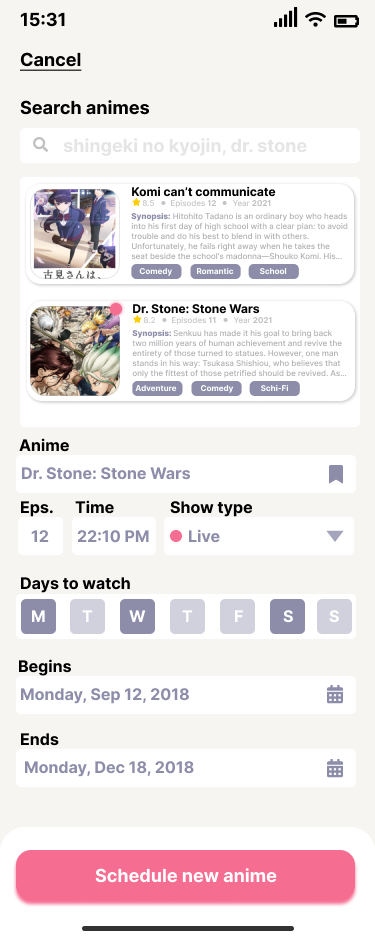 15:31
Cancel
Search animes
shingeki no kyojin, dr. stone
Komi can't communicate
8.5 • Episodes 12 • Year 2021
Synopsis: Hitohito Tadano is an ordinary boy who heads
into his first day of high school with a clear plan: to avoid
trouble and do his best to blend in with others.
Unfortunately, he fails right away when he takes the
seat beside the school's madonna—Shouko Komi. His...
Comedy Romantic School
古見さんは、
Dr. Stone: Stone Wars
8.2 • Episodes 11 • Year 2021
Synopsis: Senkuu has made it his goal to bring back
two million years of human achievement and revive the
entirety of those turned to statues. However, one man
stands in his way: Tsukasa Shishiou, who believes that
only the fittest of those petrified should be revived. As...
Adventure Comedy Schi-Fi
Anime
Dr. Stone: Stone Wars
Eps. Time Show type
12 22:10 PM Live
Days to watch
M T W T F S S
Begins
Monday, Sep 12, 2018
Ends
Monday, Dec 18, 2018
Schedule new anime